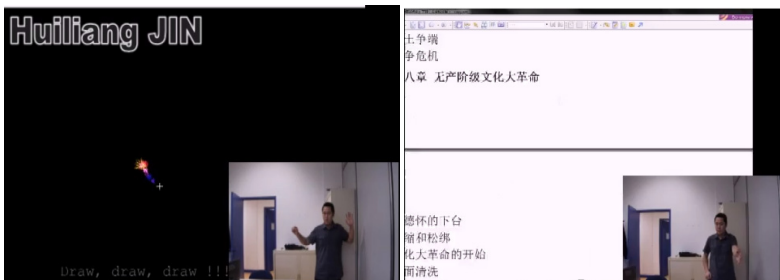 Huiliang JIN
Draw, draw, draw !!!
土争端
争危机
八章 无产阶级文化大革命
德怀的下台
缩和松绑
化大革命的开始
面清洗